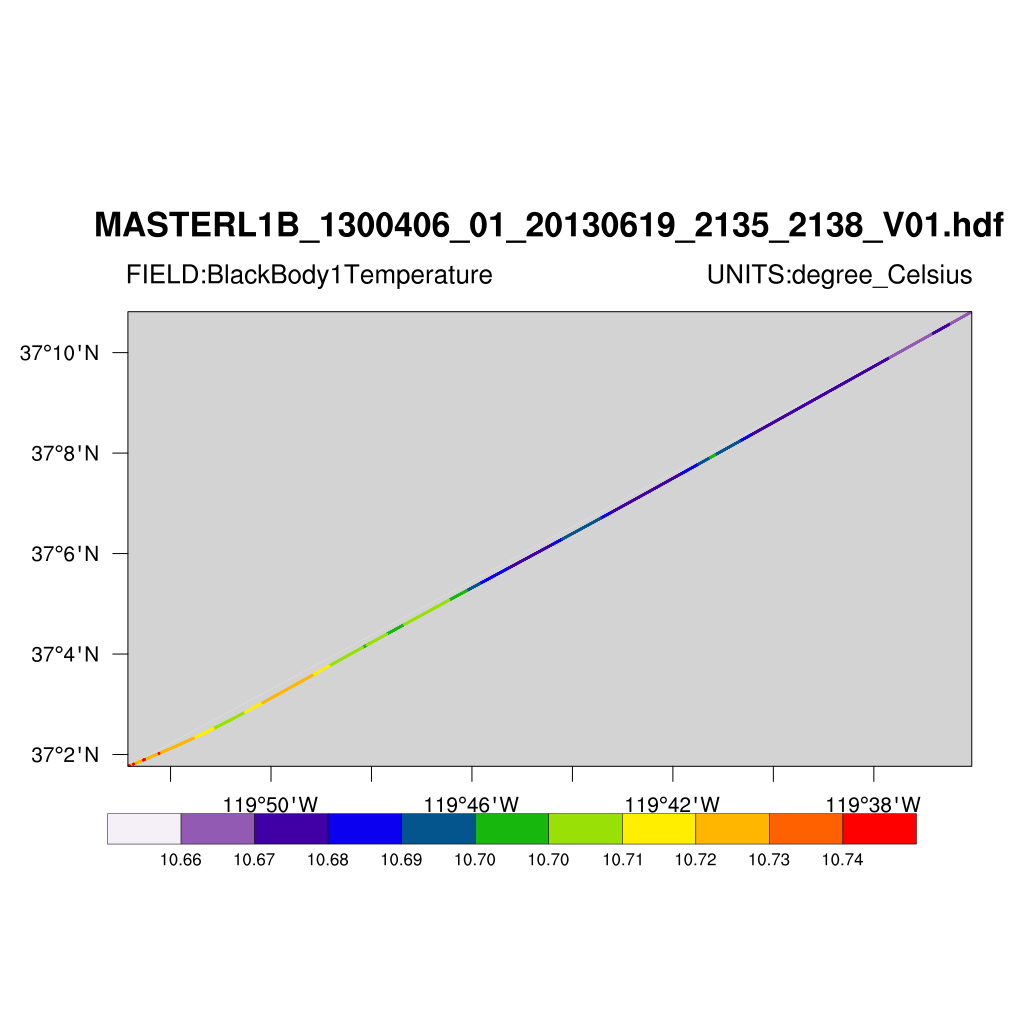 MASTERL1B_1300406_01_20130619_2135_2138_V01.hdf
FIELD:BlackBody1Temperature UNITS:degree_Celsius
37°10'N
37°8'N
37°6'N
37°4'N
37°2'N
119°50'W 119°46'W 119°42'W 119°38'W
10.66 10.67 10.68 10.69 10.70 10.70 10.71 10.72 10.73 10.74